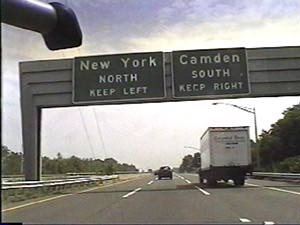 New York
NORTH
KEEP LEFT
Camden
SOUTH
KEEP RIGHT